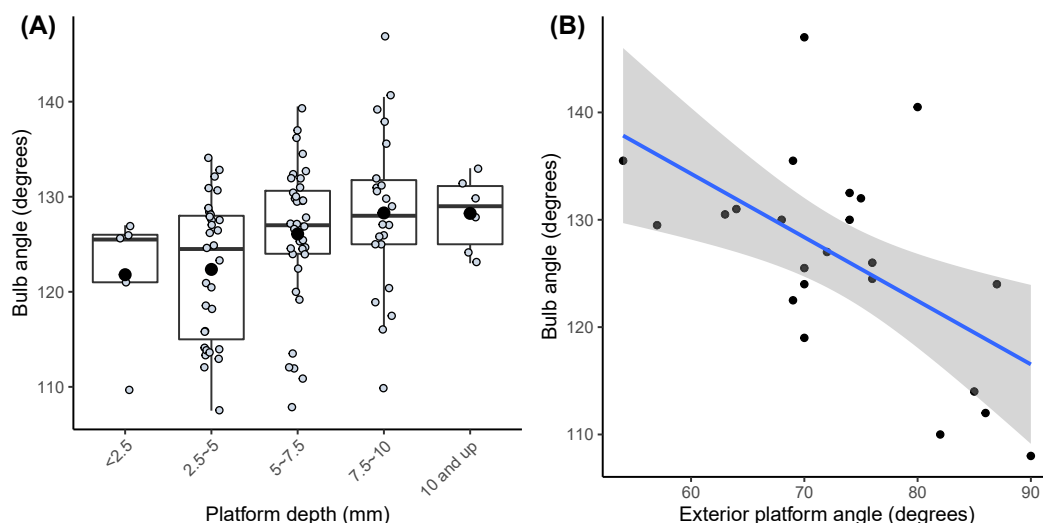 (A)
Bulb angle (degrees)
140
130
120
110
<2.5
2.5~5
5~7.5
7.5~10
10 and up
Platform depth (mm)
(B)
Bulb angle (degrees)
140
130
120
110
60
70
80
90
Exterior platform angle (degrees)